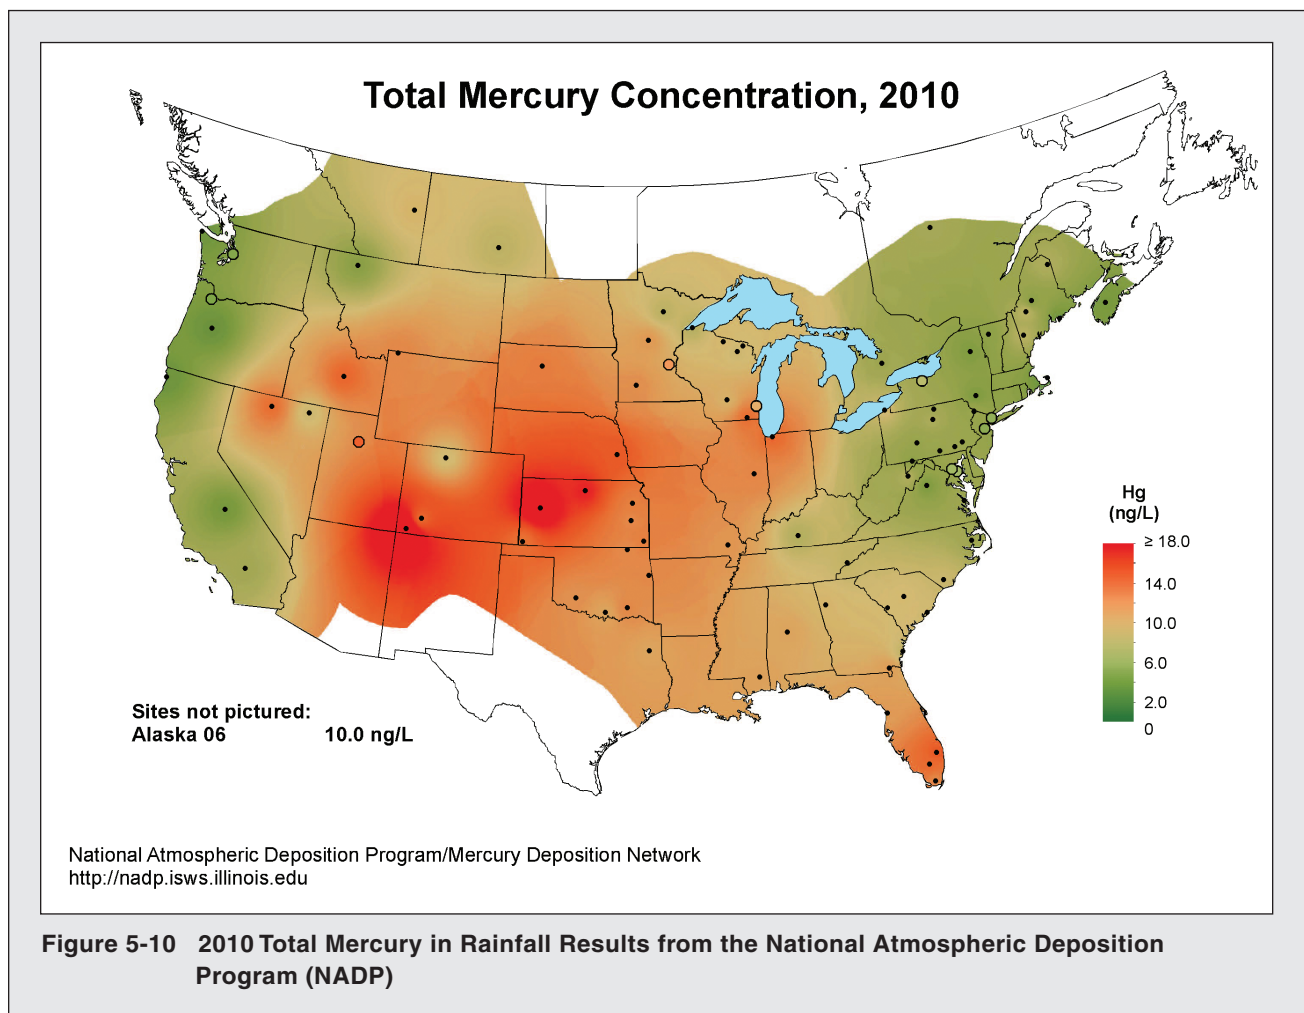 Total Mercury Concentration, 2010
Hg
(ng/L)
≥ 18.0
14.0
10.0
6.0
2.0
0
Sites not pictured:
Alaska 06 10.0 ng/L
National Atmospheric Deposition Program/Mercury Deposition Network
http://nadp.isws.illinois.edu
Figure 5-10 2010 Total Mercury in Rainfall Results from the National Atmospheric Deposition
Program (NADP)